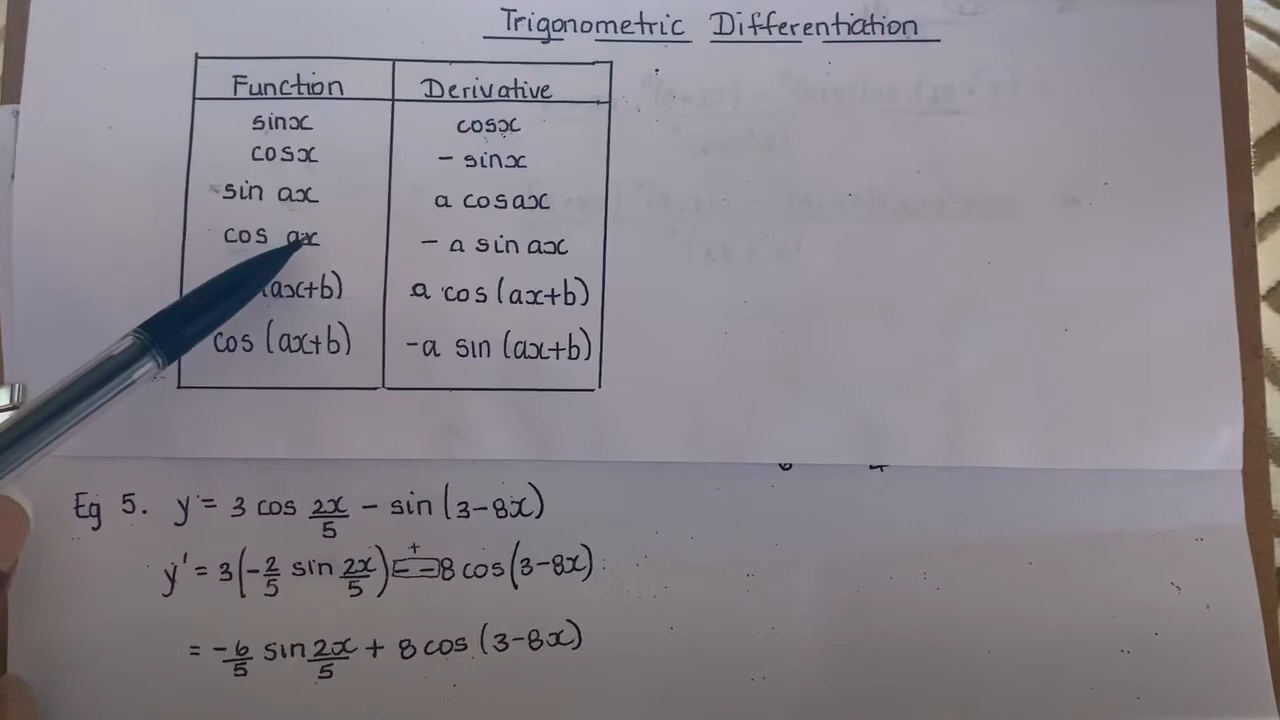 Trigonometric Differentiation
Function Derivative
sinx cosx
cosx - sinx
sin ax a cosax
cos ax - a sin ax
(ax+b) a cos (ax+b)
cos (ax+b) -a sin (ax+b)
Eg 5. y = 3 cos 2x/5 - sin (3-8x)
y' = 3(-2/5 sin 2x/5) - -8 cos(3-8x)
+
= -6/5 sin 2x/5 + 8 cos (3-8x)